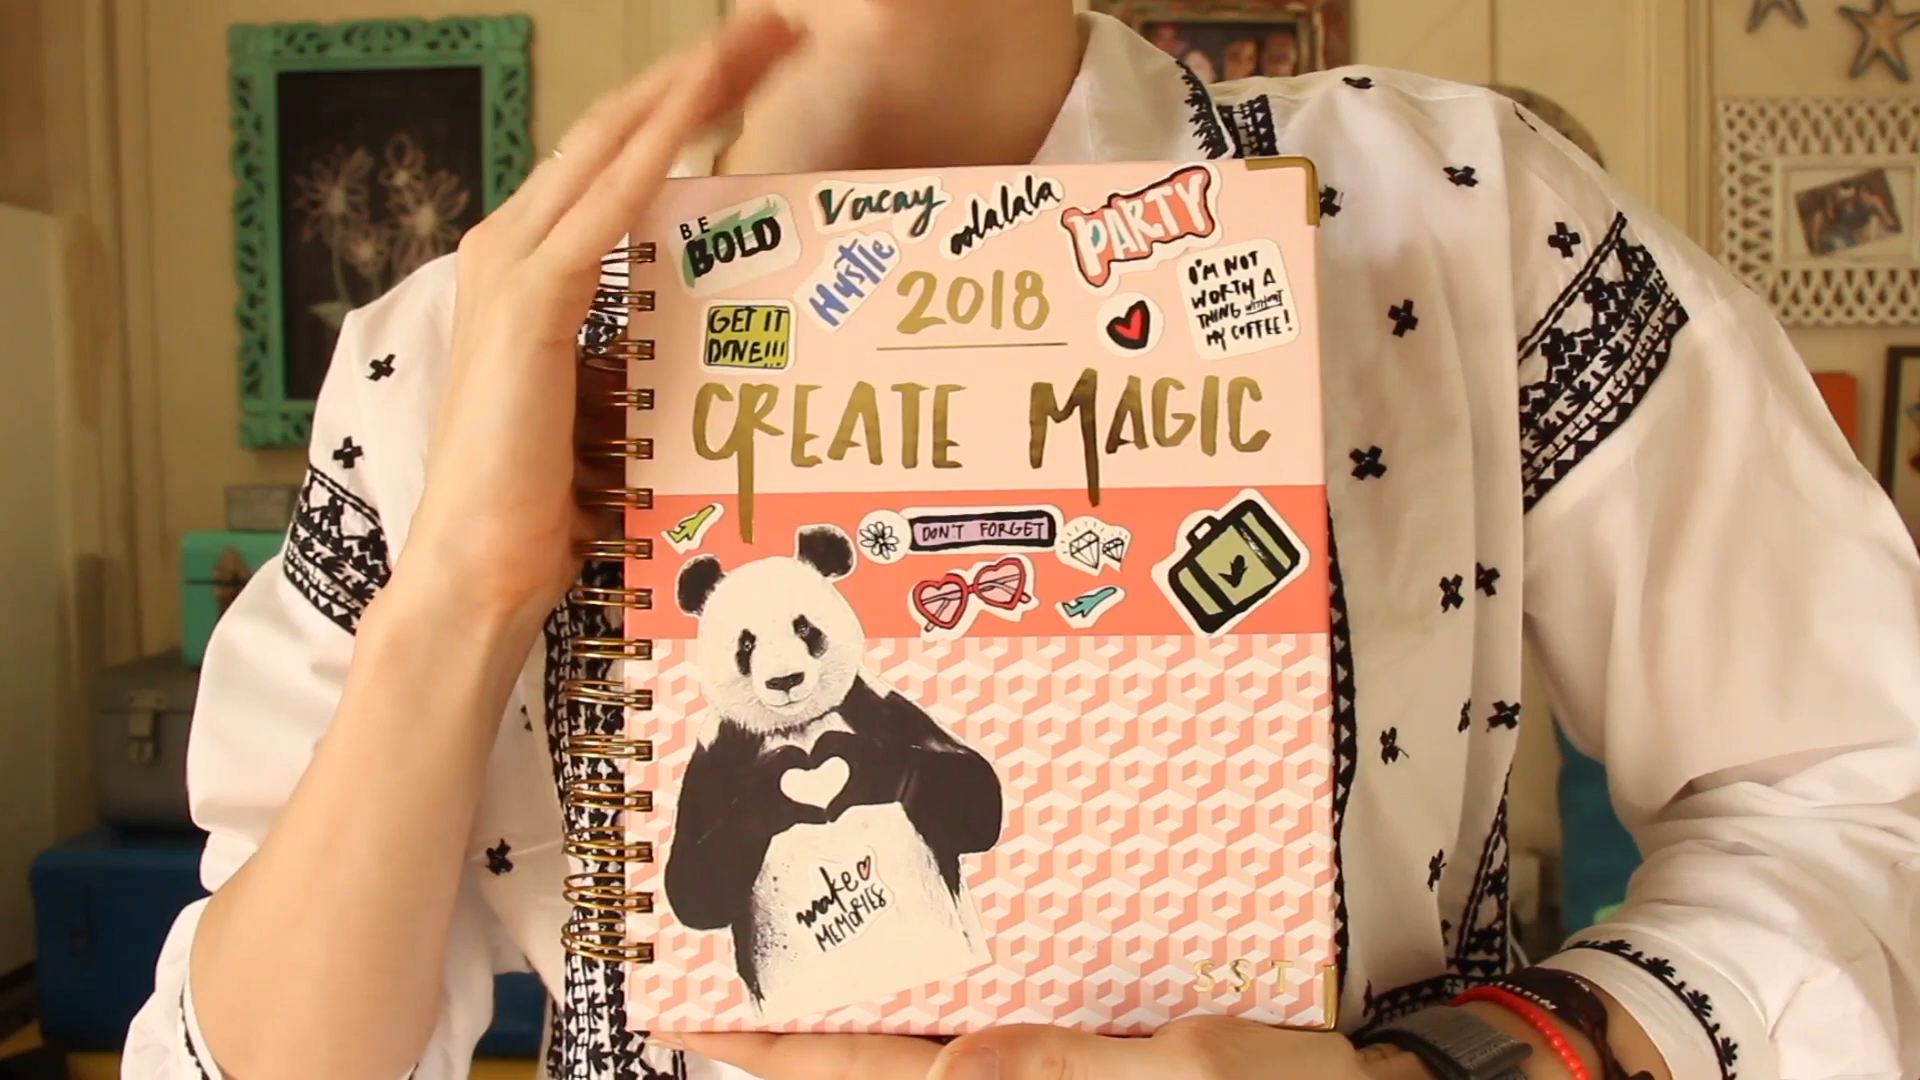 BE
BOLD
Vacay
oolalala
PARTY
Hustle
2018
I'M NOT
WORTH A
THING WITHOUT
MY COFFEE!
GET IT
DONE!!!
CREATE MAGIC
DON'T FORGET
make
MEMORIES
SST